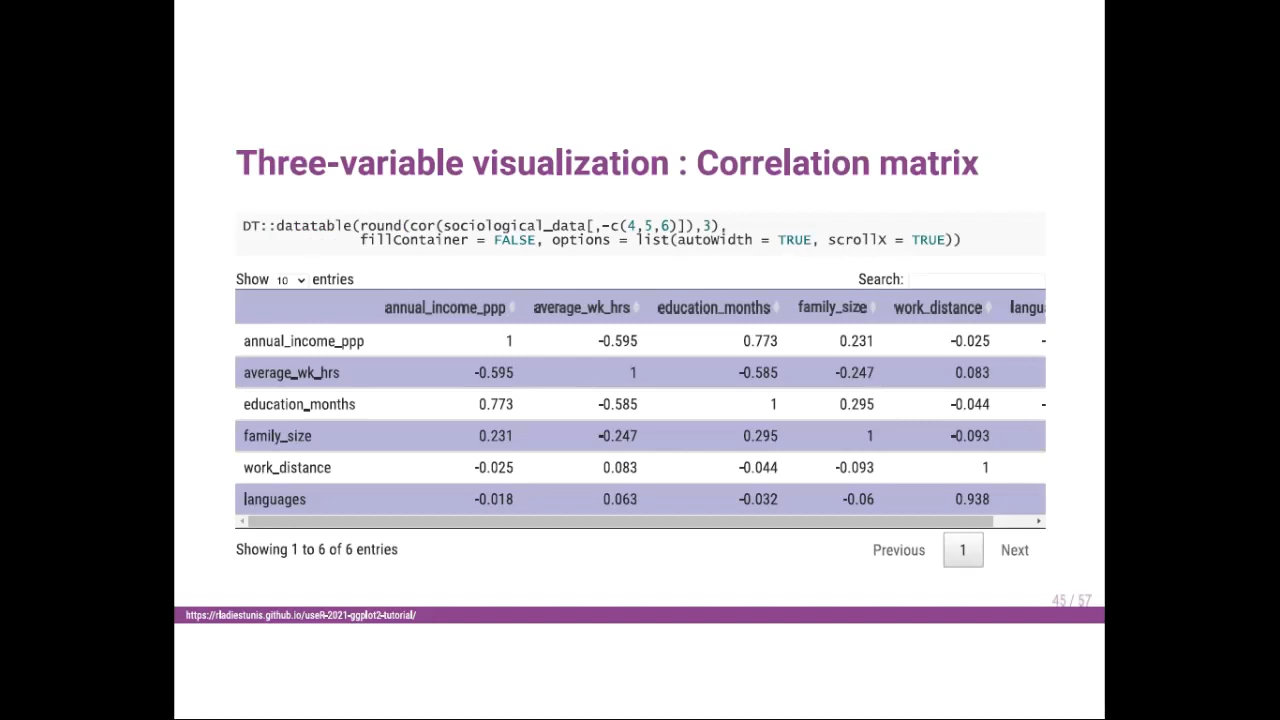 Three-variable visualization : Correlation matrix
DT::datatable(round(cor(sociological_data[,-c(4,5,6)]),3),
fillContainer = FALSE, options = list(autoWidth = TRUE, scrollX = TRUE))
Show 10 entries Search:
annual_income_ppp average_wk_hrs education_months family_size work_distance langu
annual_income_ppp 1 -0.595 0.773 0.231 -0.025 -
average_wk_hrs -0.595 1 -0.585 -0.247 0.083
education_months 0.773 -0.585 1 0.295 -0.044 -
family_size 0.231 -0.247 0.295 1 -0.093
work_distance -0.025 0.083 -0.044 -0.093 1
languages -0.018 0.063 -0.032 -0.06 0.938
Showing 1 to 6 of 6 entries Previous 1 Next
45 / 57
https://rladiestunis.github.io/useR-2021-ggplot2-tutorial/